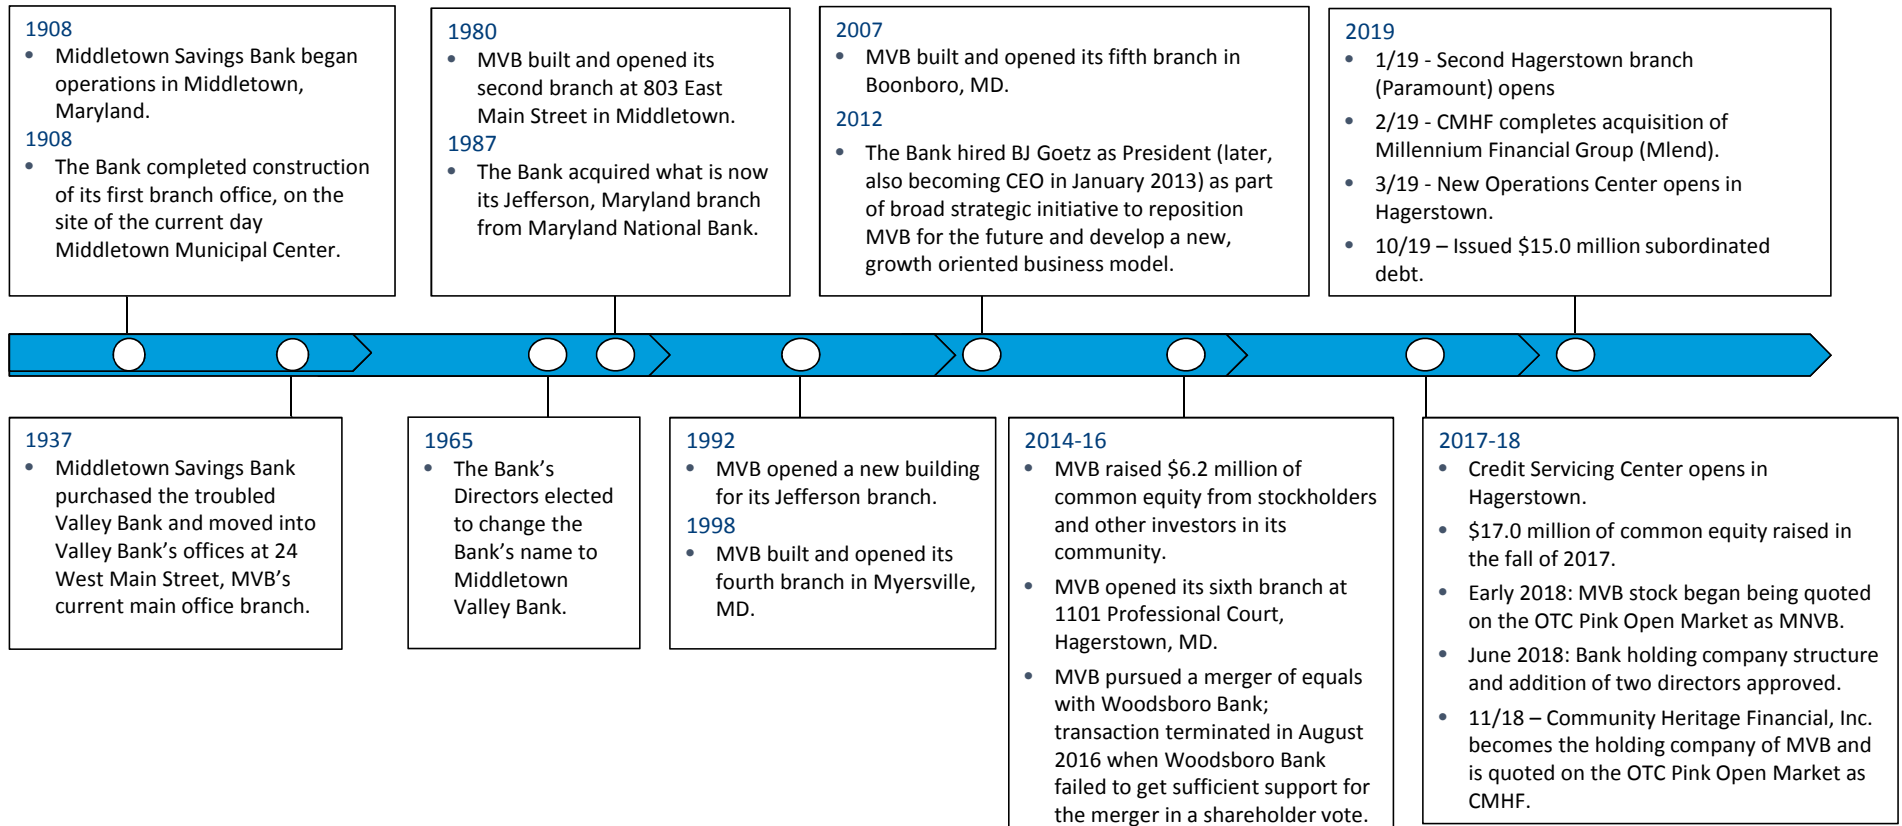 1908
• Middletown Savings Bank began
operations in Middletown,
Maryland.
1908
• The Bank completed construction
of its first branch office, on the
site of the current day
Middletown Municipal Center.
1980
• MVB built and opened its
second branch at 803 East
Main Street in Middletown.
1987
• The Bank acquired what is now
its Jefferson, Maryland branch
from Maryland National Bank.
2007
• MVB built and opened its fifth branch in
Boonboro, MD.
2012
• The Bank hired BJ Goetz as President (later,
also becoming CEO in January 2013) as part
of broad strategic initiative to reposition
MVB for the future and develop a new,
growth oriented business model.
2019
• 1/19 - Second Hagerstown branch
(Paramount) opens
• 2/19 - CMHF completes acquisition of
Millennium Financial Group (Mlend).
• 3/19 - New Operations Center opens in
Hagerstown.
• 10/19 – Issued $15.0 million subordinated
debt.
1937
• Middletown Savings Bank
purchased the troubled
Valley Bank and moved into
Valley Bank’s offices at 24
West Main Street, MVB’s
current main office branch.
1965
• The Bank’s
Directors elected
to change the
Bank’s name to
Middletown
Valley Bank.
1992
• MVB opened a new building
for its Jefferson branch.
1998
• MVB built and opened its
fourth branch in Myersville,
MD.
2014-16
• MVB raised $6.2 million of
common equity from stockholders
and other investors in its
community.
• MVB opened its sixth branch at
1101 Professional Court,
Hagerstown, MD.
• MVB pursued a merger of equals
with Woodsboro Bank;
transaction terminated in August
2016 when Woodsboro Bank
failed to get sufficient support for
the merger in a shareholder vote.
2017-18
• Credit Servicing Center opens in
Hagerstown.
• $17.0 million of common equity raised in
the fall of 2017.
• Early 2018: MVB stock began being quoted
on the OTC Pink Open Market as MNVB.
• June 2018: Bank holding company structure
and addition of two directors approved.
• 11/18 – Community Heritage Financial, Inc.
becomes the holding company of MVB and
is quoted on the OTC Pink Open Market as
CMHF.